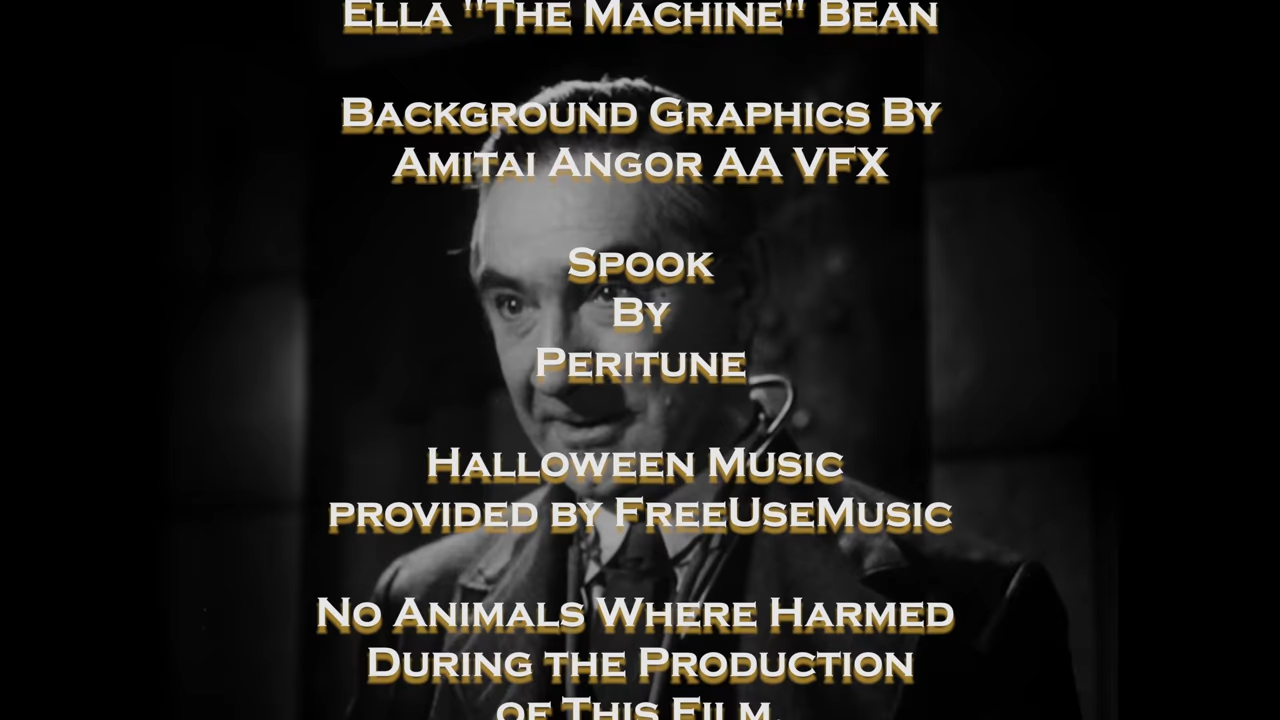 Ella "The Machine" Bean
Background Graphics By
Amitai Angor AA VFX
Spook
By
Peritune
Halloween Music
provided by FreeUseMusic
No Animals Where Harmed
During the Production
of This Film.